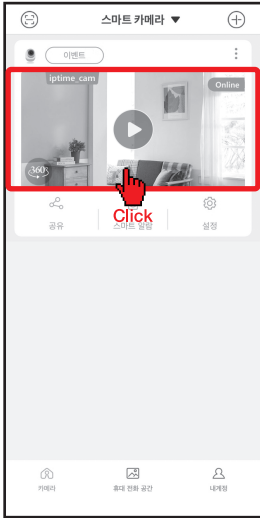 스마트 카메라 ▼
이벤트
iptime_cam
Online
360°
Click
공유
스마트 알람
설정
카메라
휴대 전화 공간
내계정